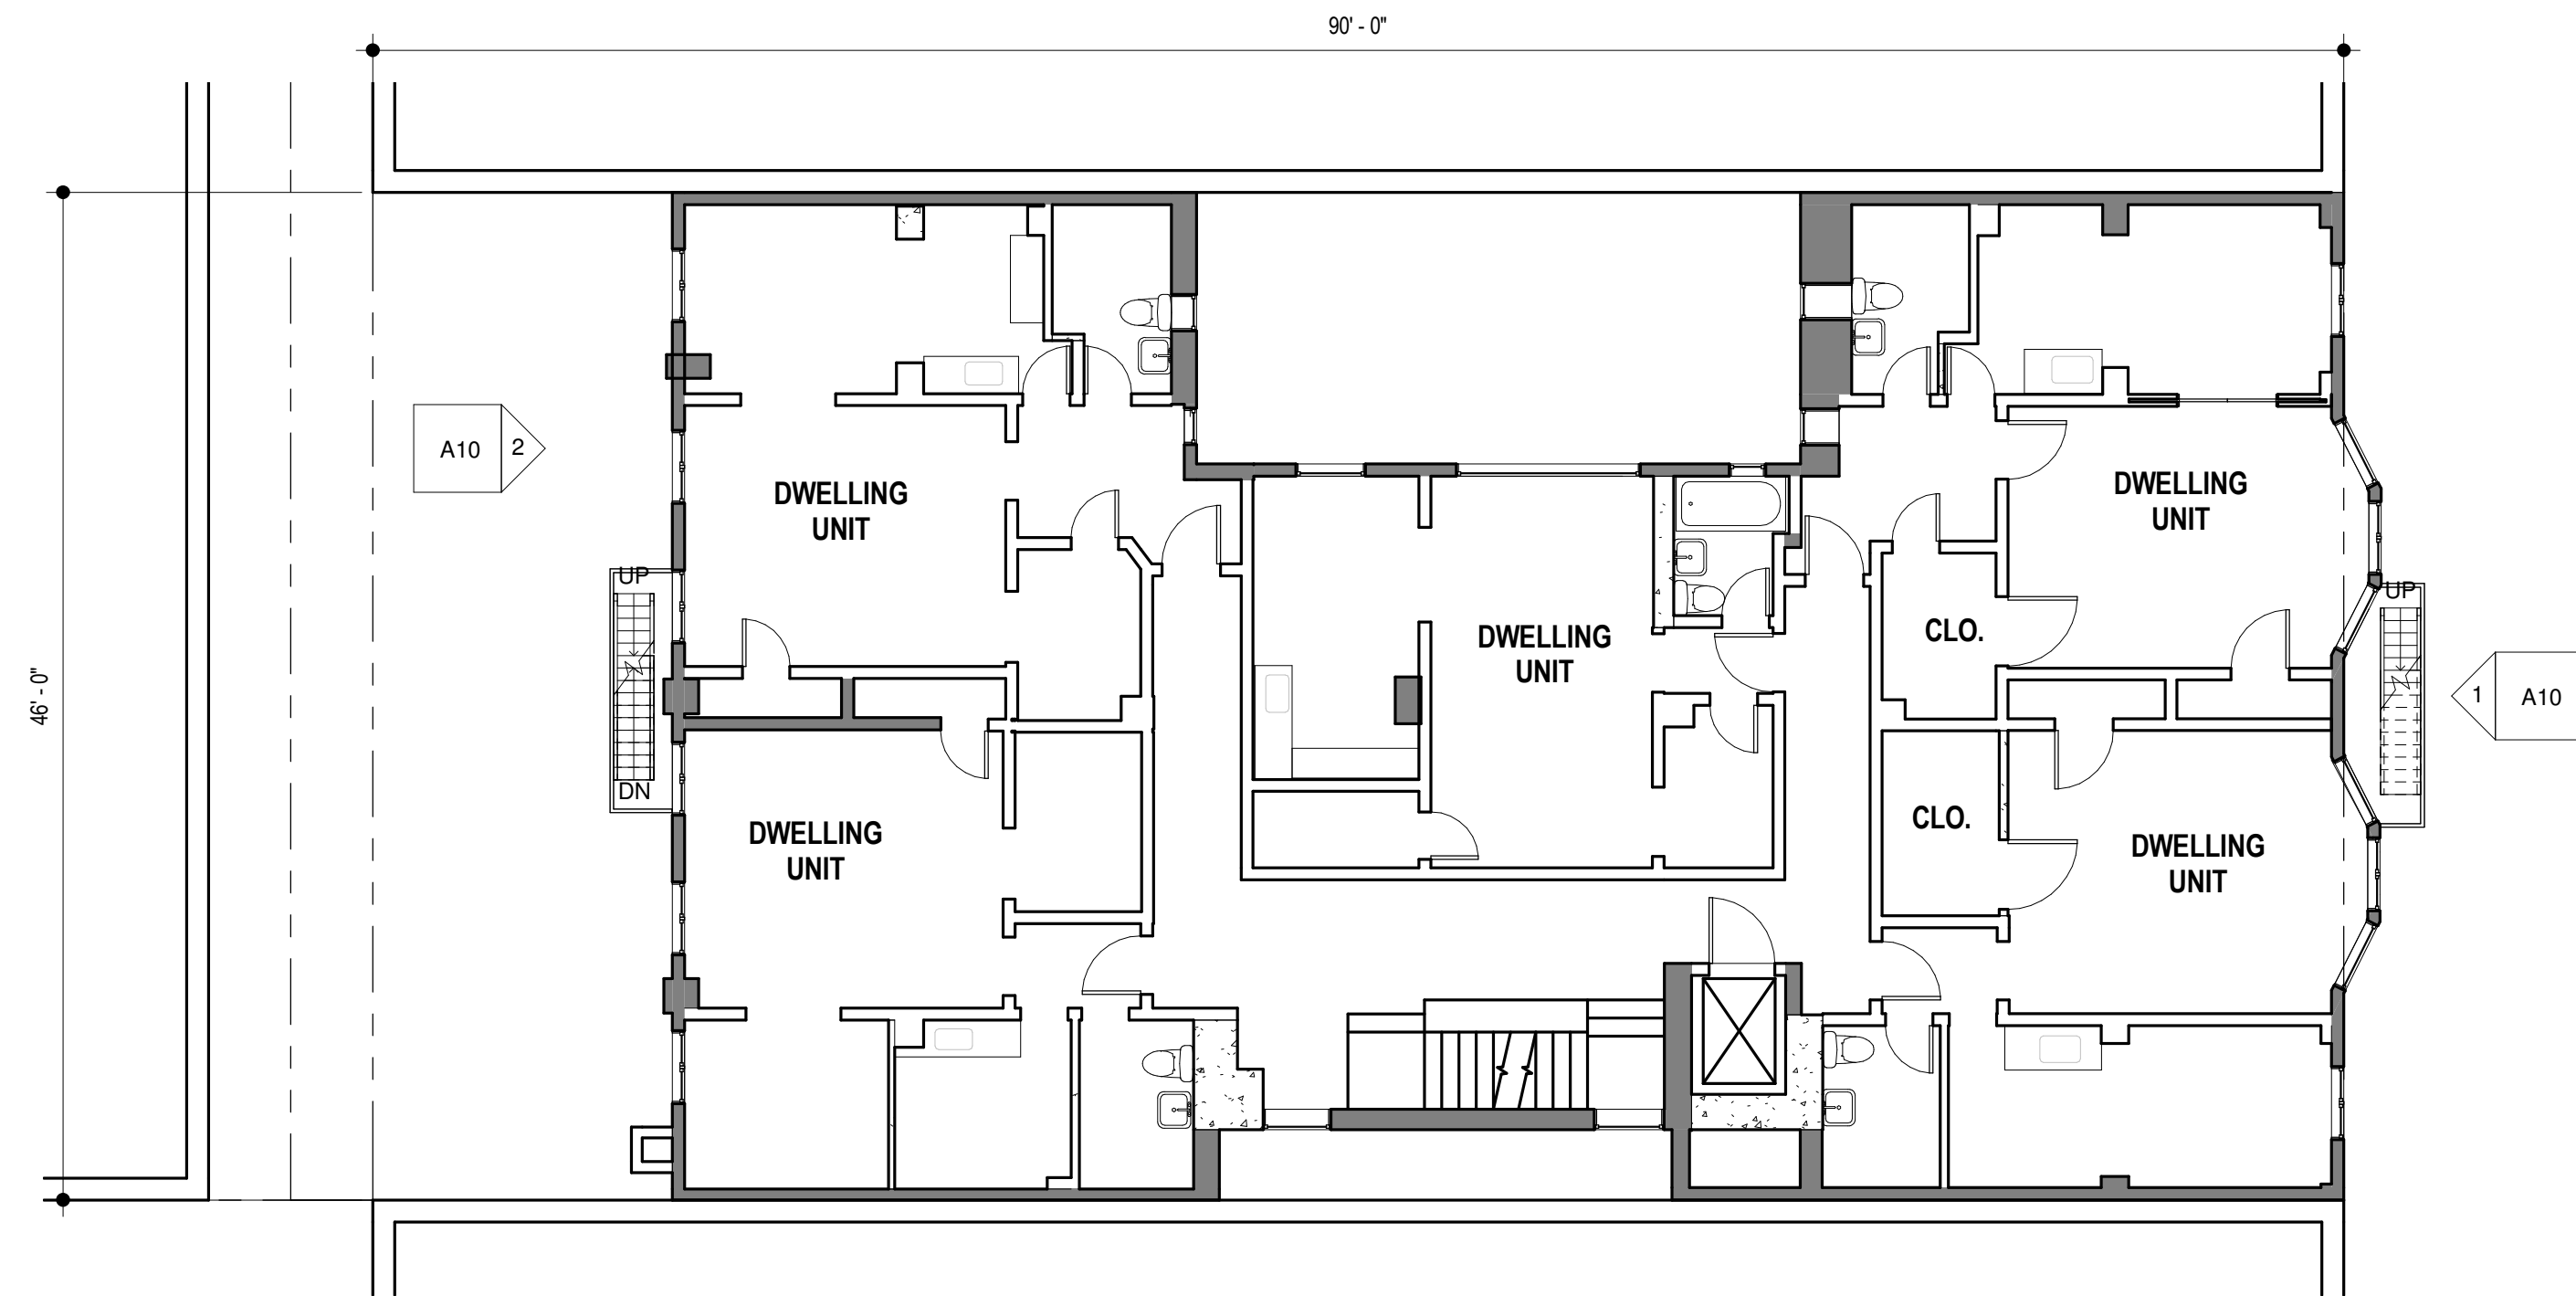 90' - 0"
A10
2
DWELLING
UNIT
DWELLING
UNIT
UP
UP
DWELLING
UNIT
CLO.
46' - 0"
1
A10
DN
DWELLING
UNIT
CLO.
DWELLING
UNIT